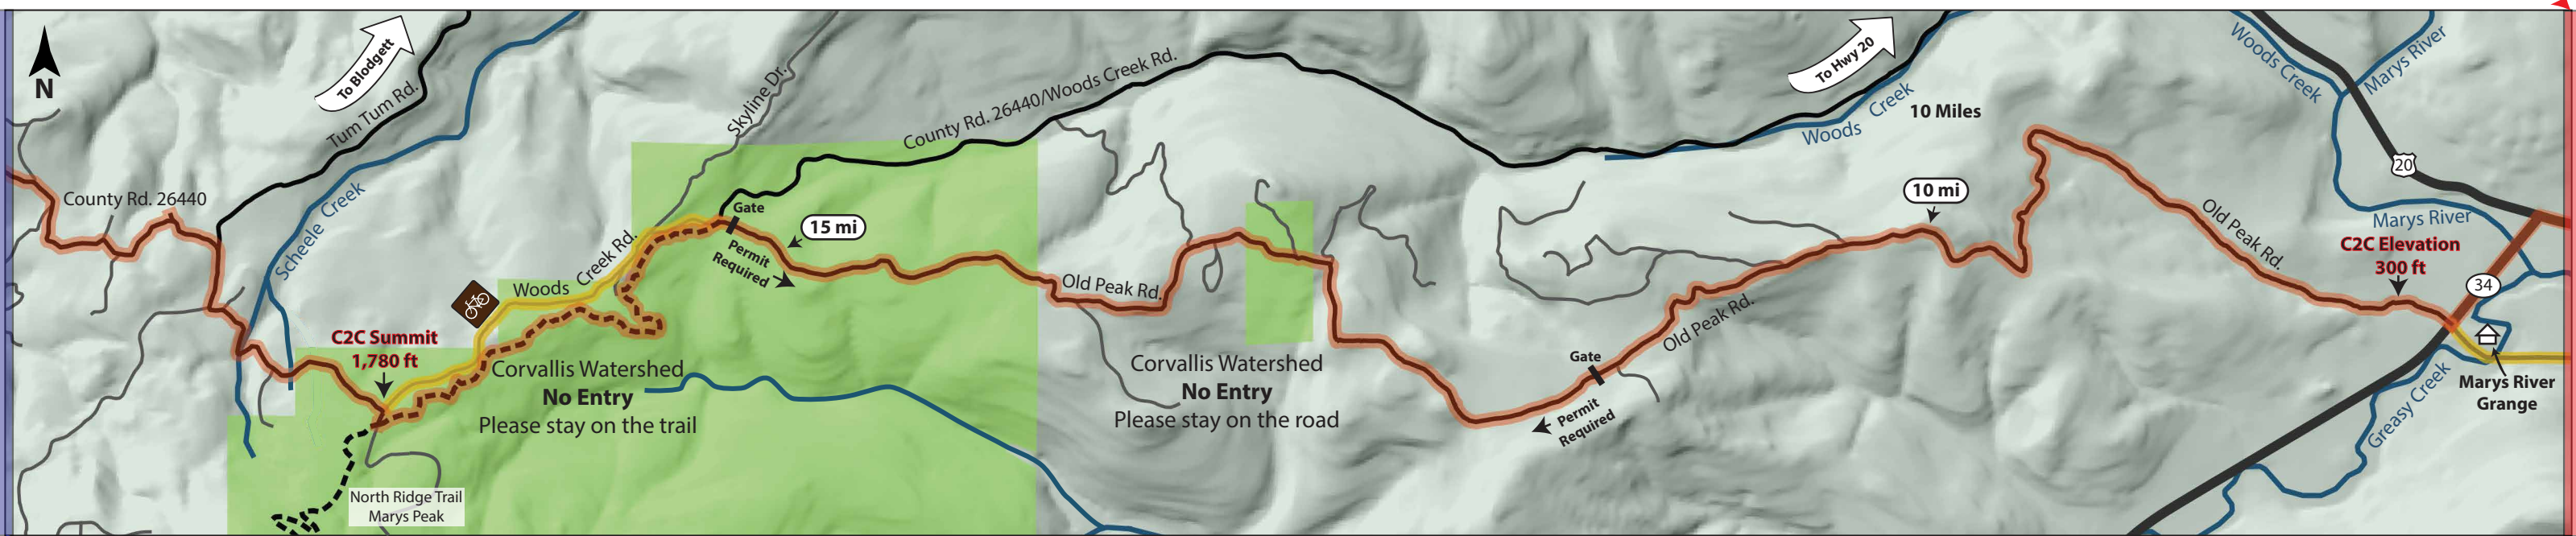 N
To Blodgett
Tum Tum Rd.
County Rd. 26440
Scheele Creek
C2C Summit
1,780 ft
Woods Creek Rd.
Skyline Dr.
Gate
Permit
Required
15 mi
County Rd. 26440/Woods Creek Rd.
Corvallis Watershed
No Entry
Please stay on the trail
North Ridge Trail
Marys Peak
Old Peak Rd.
Corvallis Watershed
No Entry
Please stay on the road
Gate
Permit
Required
Old Peak Rd.
To Hwy 20
Woods Creek
10 Miles
10 mi
Woods Creek
Marys River
20
Marys River
Old Peak Rd.
C2C Elevation
300 ft
34
Marys River
Grange
Greasy Creek